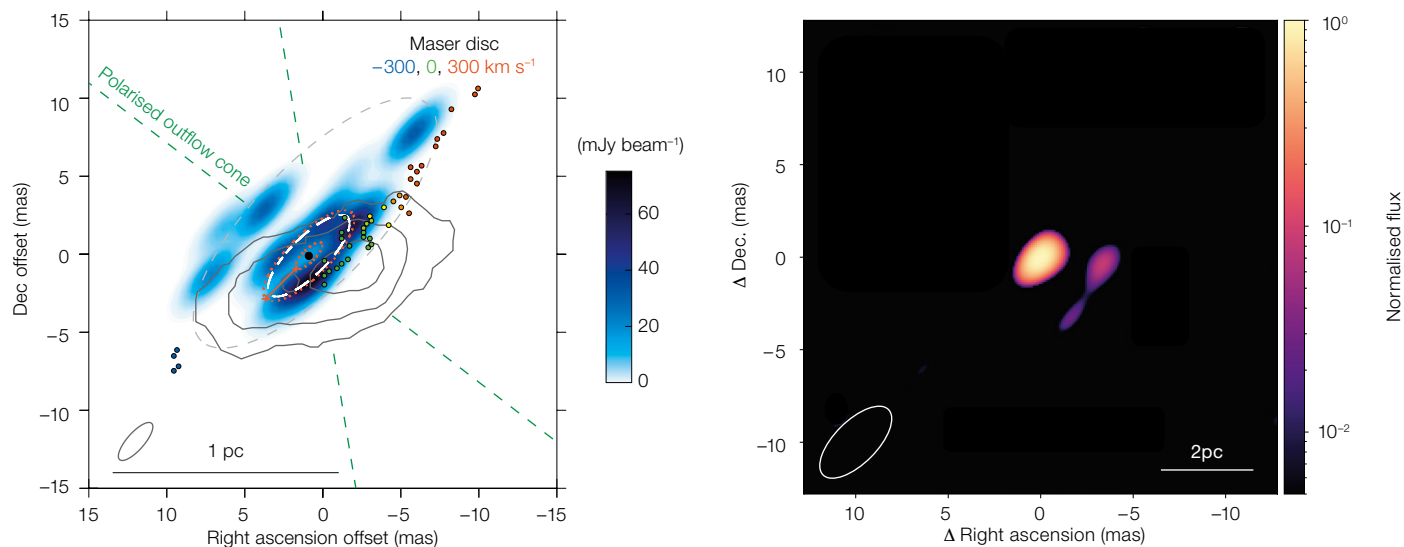 15
10
5
0
−5
−10
−15
Dec offset (mas)
15
10
5
0
−5
−10
−15
Right ascension offset (mas)
Polarised outflow cone
Maser disc
−300, 0, 300 km s⁻¹
1 pc
(mJy beam⁻¹)
60
40
20
0
10
5
0
−5
−10
Δ Dec. (mas)
10
5
0
−5
−10
Δ Right ascension (mas)
2pc
10⁰
10⁻¹
10⁻²
Normalised flux